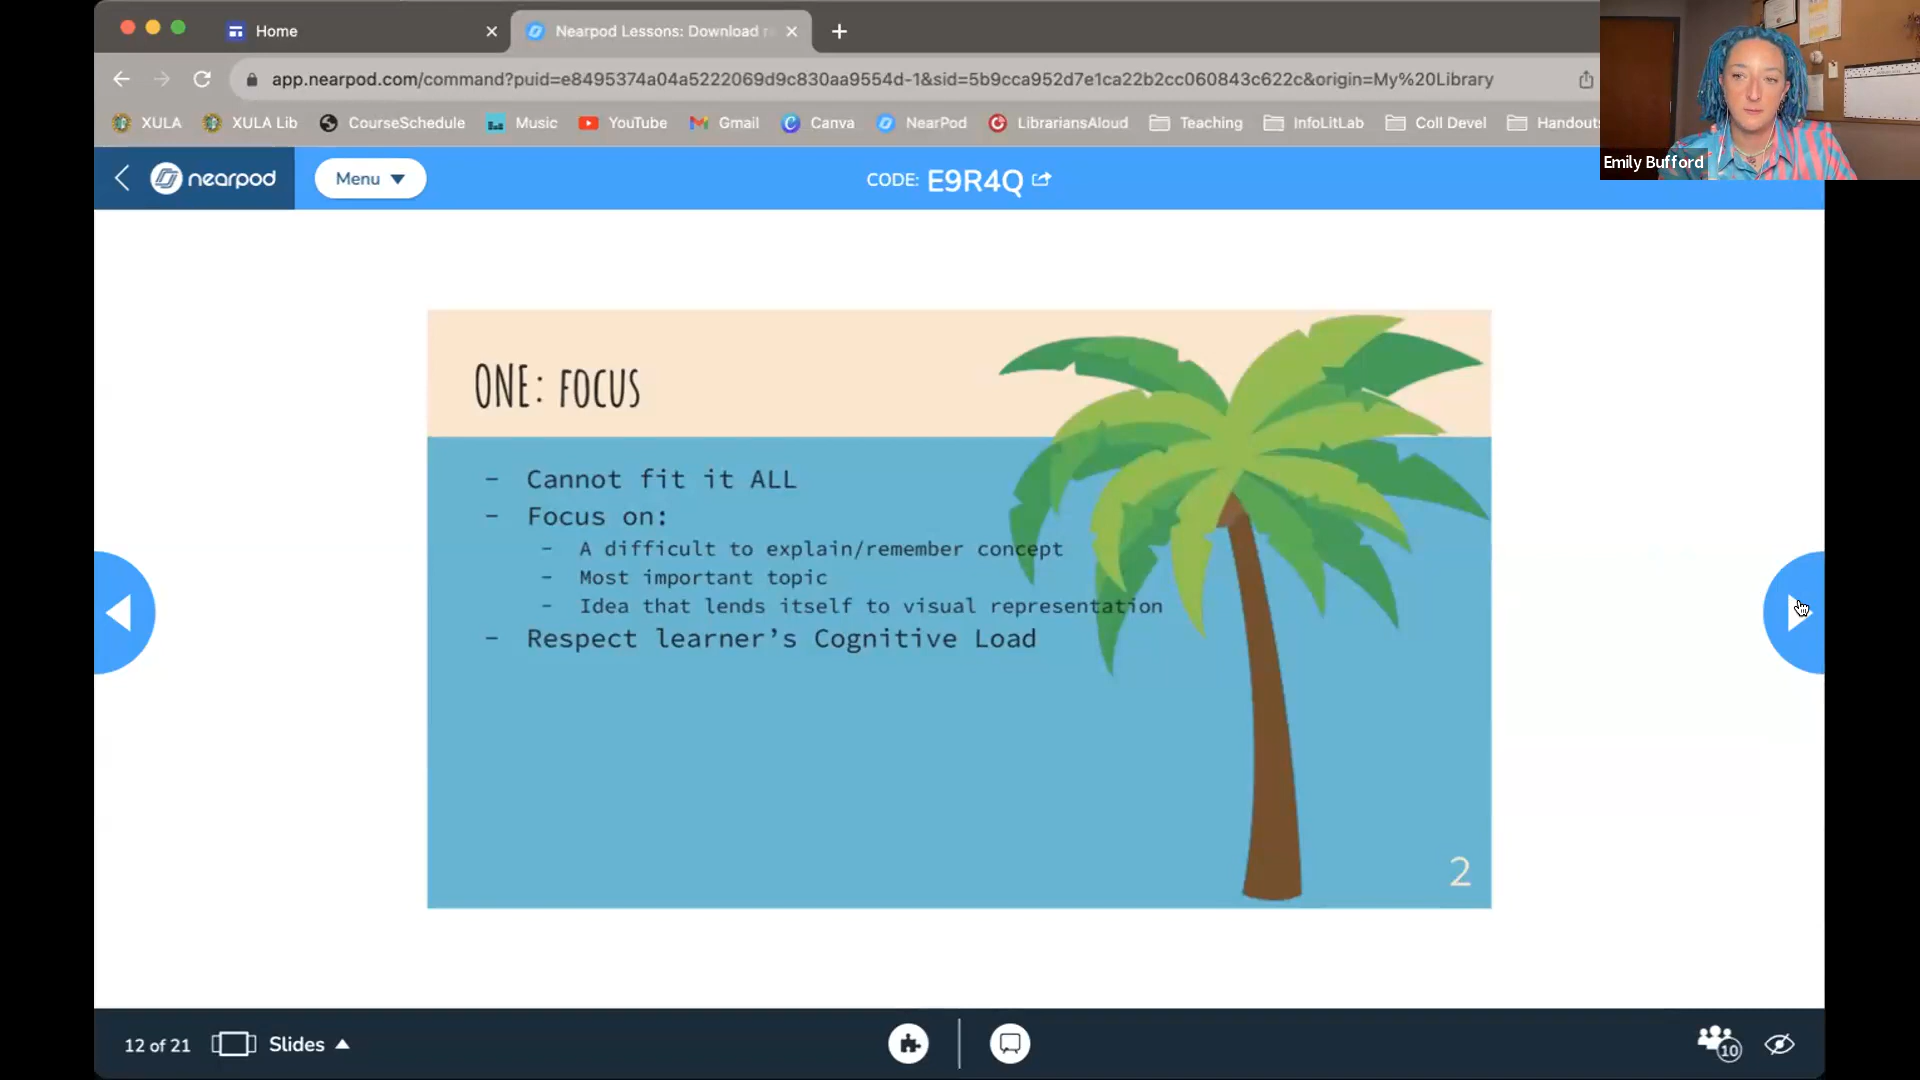 Home
Nearpod Lessons: Download r
app.nearpod.com/command?puid=e8495374a04a5222069d9c830aa9554d-1&sid=5b9cca952d7e1ca22b2cc060843c622c&origin=My%20Library
XULA XULA Lib CourseSchedule Music YouTube Gmail Canva NearPod LibrariansAloud Teaching InfoLitLab Coll Devel Handouts
Emily Bufford
nearpod Menu CODE: E9R4Q
ONE: FOCUS
- Cannot fit it ALL
- Focus on:
- A difficult to explain/remember concept
- Most important topic
- Idea that lends itself to visual representation
- Respect learner's Cognitive Load
2
12 of 21 Slides 10